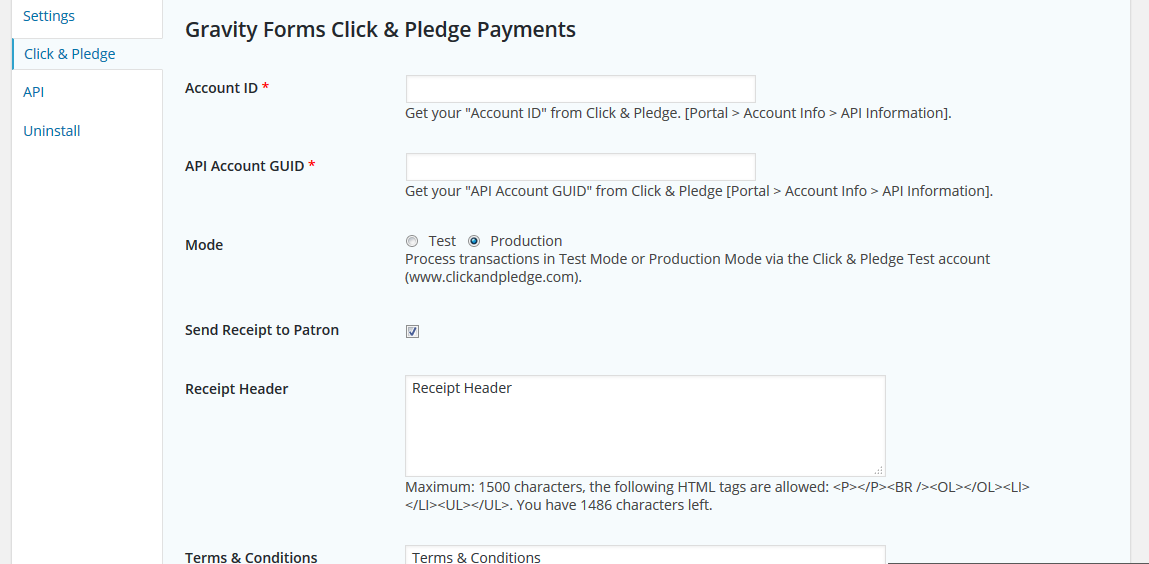 Settings
Click & Pledge
API
Uninstall
Gravity Forms Click & Pledge Payments
Account ID *
Get your "Account ID" from Click & Pledge. [Portal > Account Info > API Information].
API Account GUID *
Get your "API Account GUID" from Click & Pledge [Portal > Account Info > API Information].
Mode
Test Production
Process transactions in Test Mode or Production Mode via the Click & Pledge Test account
(www.clickandpledge.com).
Send Receipt to Patron
Receipt Header
Receipt Header
Maximum: 1500 characters, the following HTML tags are allowed: <P></P><BR /><OL></OL><LI>
</LI><UL></UL>. You have 1486 characters left.
Terms & Conditions
Terms & Conditions